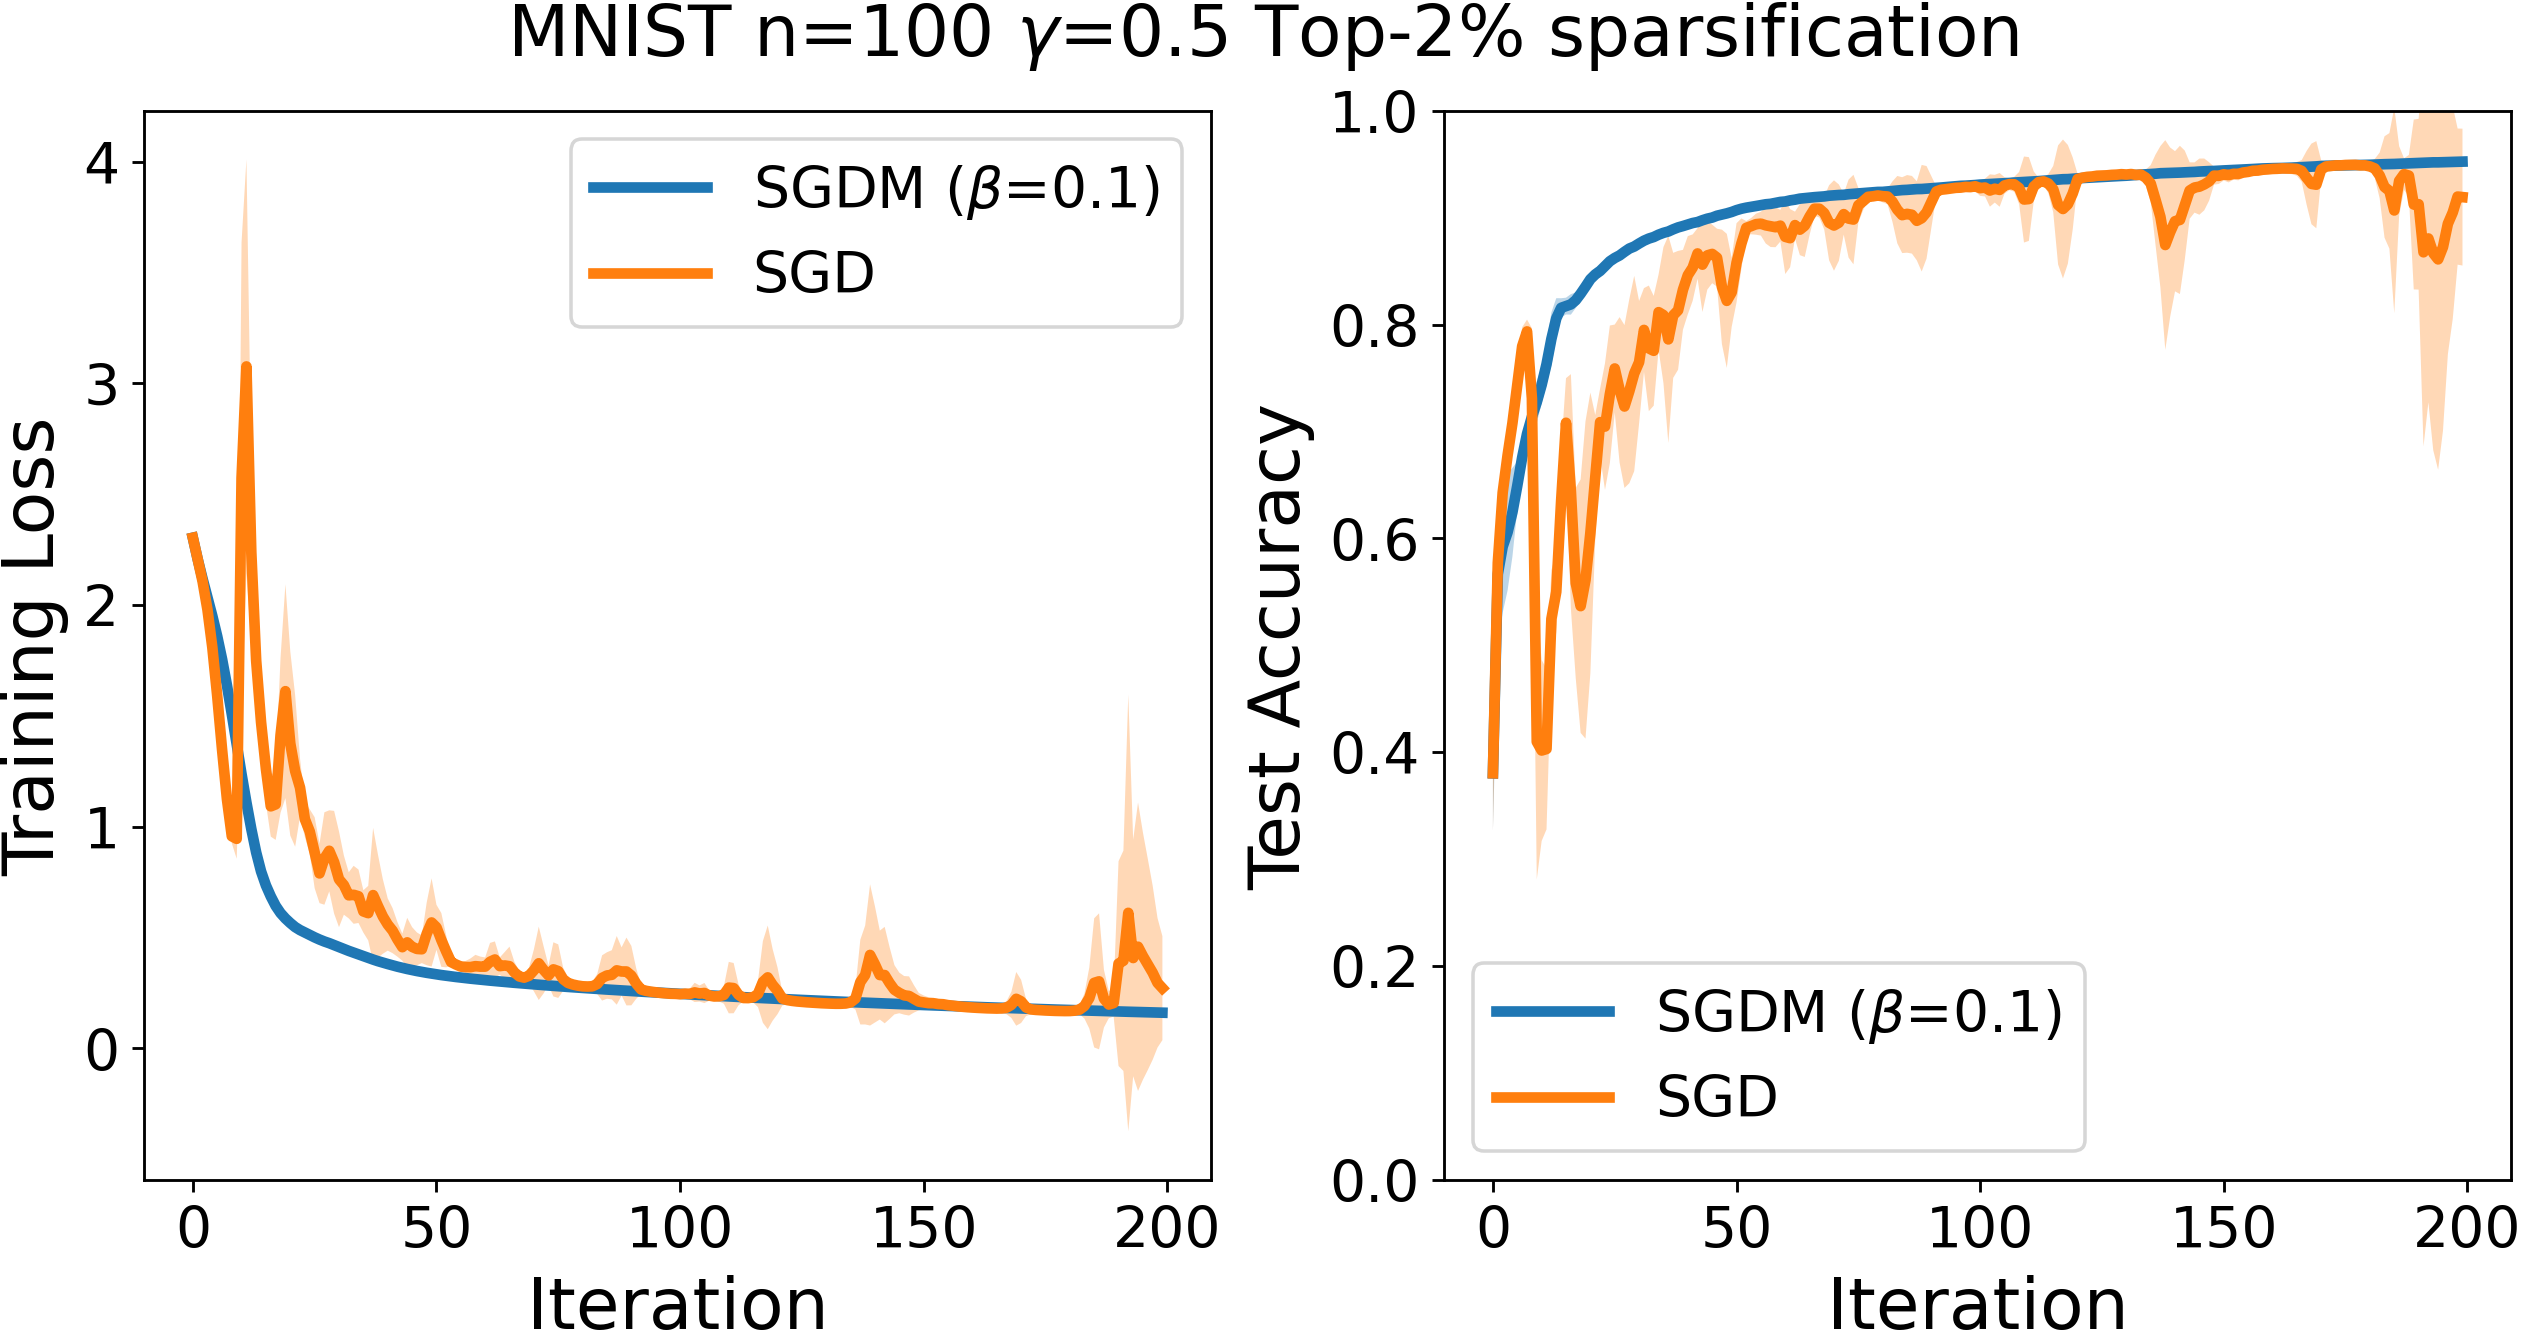 MNIST n=100 γ=0.5 Top-2% sparsification
Training Loss
4
3
2
1
0
SGDM (β=0.1)
SGD
0 50 100 150 200
Iteration
Test Accuracy
1.0
0.8
0.6
0.4
0.2
0.0
SGDM (β=0.1)
SGD
0 50 100 150 200
Iteration